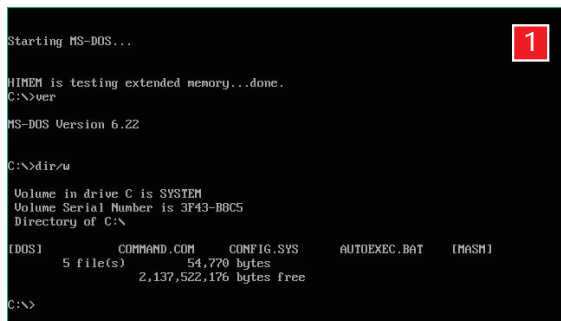 Starting MS-DOS...
1
HIMEM is testing extended memory...done.
C:\>ver
MS-DOS Version 6.22
C:\>dir/w
Volume in drive C is SYSTEM
Volume Serial Number is 3F43-B8C5
Directory of C:\
[DOS] COMMAND.COM CONFIG.SYS AUTOEXEC.BAT [MASM]
5 file(s) 54,770 bytes
2,137,522,176 bytes free
C:\>